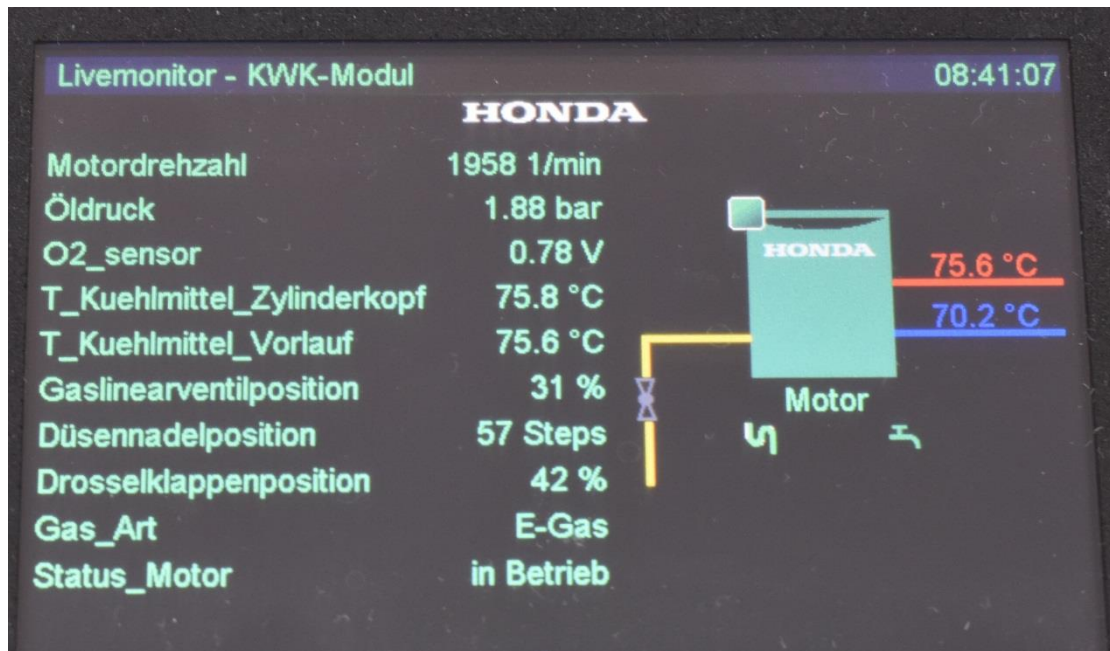 Livemonitor - KWK-Modul 08:41:07
HONDA
Motordrehzahl 1958 1/min
Öldruck 1.88 bar
O2_sensor 0.78 V
T_Kuehlmittel_Zylinderkopf 75.8 °C
T_Kuehlmittel_Vorlauf 75.6 °C
Gaslinearventilposition 31 %
Düsennadelposition 57 Steps
Drosselklappenposition 42 %
Gas_Art E-Gas
Status_Motor in Betrieb
HONDA
75.6 °C
70.2 °C
Motor